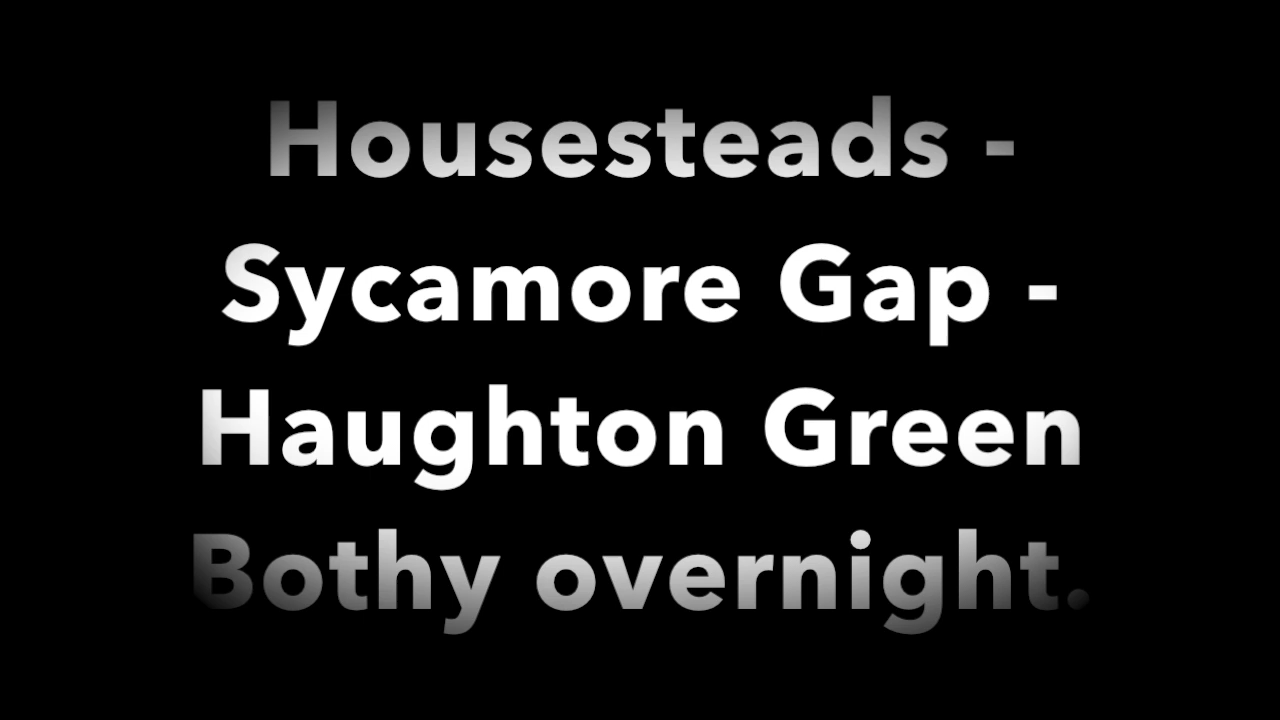 Housesteads -
Sycamore Gap -
Haughton Green
Bothy overnight.